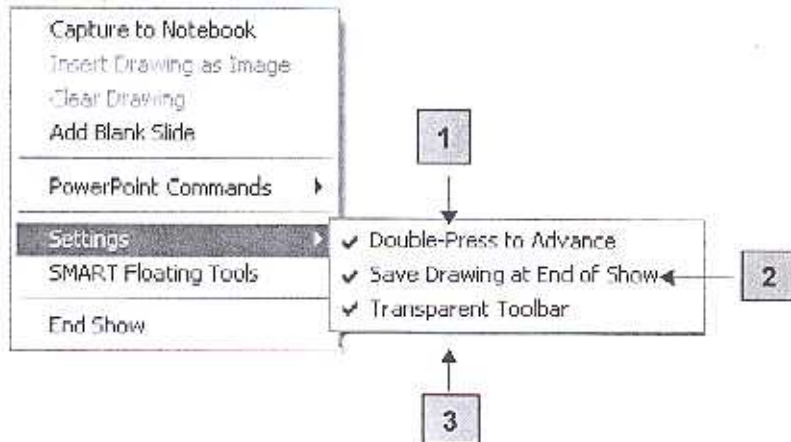 Capture to Notebook
Insert Drawing as Image
Clear Drawing
Add Blank Slide
PowerPoint Commands
Settings
SMART Floating Tools
End Show
1
Double-Press to Advance
Save Drawing at End of Show
2
Transparent Toolbar
3